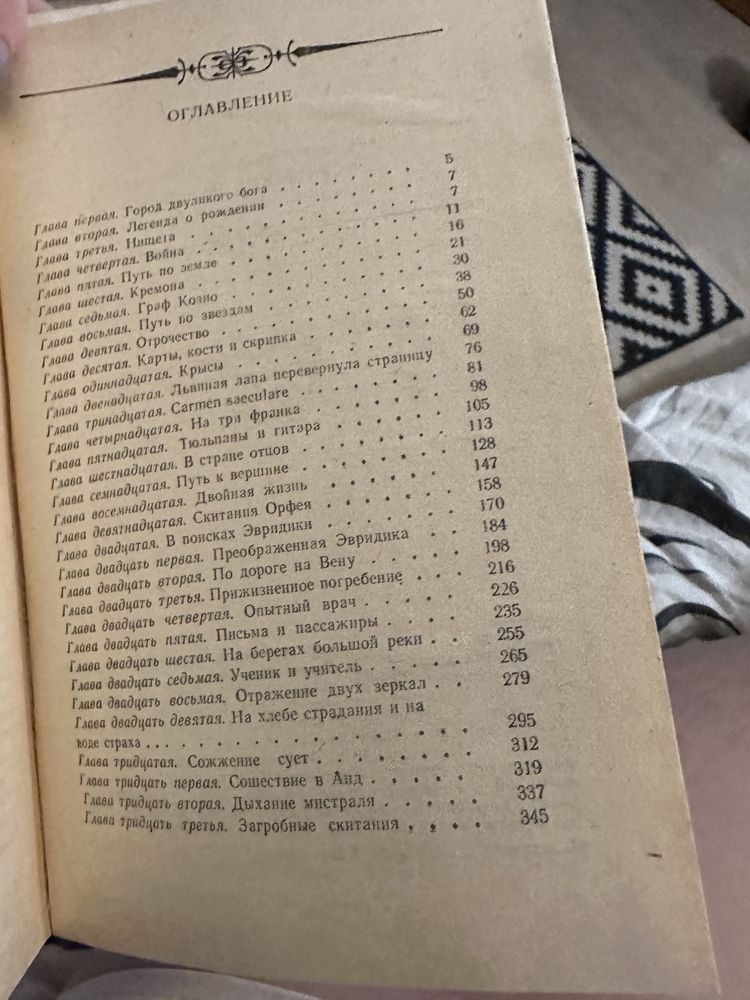 ОГЛАВЛЕНИЕ
Глава первая. Город двуликого бога . . . . . . . 5
Глава вторая. Легенда о рождении . . . . . . . 7
Глава третья. Нищета . . . . . . . . . . 7
Глава четвертая. Война . . . . . . . . . . 11
Глава пятая. Путь по земле . . . . . . . . 16
Глава шестая. Кремона . . . . . . . . . . 21
Глава седьмая. Граф Козио . . . . . . . . 30
Глава восьмая. Путь по звездам . . . . . . . 38
Глава девятая. Отрочество . . . . . . . . 50
Глава десятая. Карты, кости и скрипка . . . . . 62
Глава одиннадцатая. Крысы . . . . . . . . 69
Глава двенадцатая. Львиная лапа перевернула страницу 76
Глава тринадцатая. Carmen saeculare . . . . . . 81
Глава четырнадцатая. На три франка . . . . . . 98
Глава пятнадцатая. Тюльпаны и гитара . . . . . 105
Глава шестнадцатая. В стране отцов . . . . . . 113
Глава семнадцатая. Путь к вершине . . . . . . 128
Глава восемнадцатая. Двойная жизнь . . . . . 147
Глава девятнадцатая. Скитания Орфея . . . . . 158
Глава двадцатая. В поисках Эвридики . . . . . 170
Глава двадцать первая. Преображенная Эвридика . . 184
Глава двадцать вторая. По дороге на Вену . . . . 198
Глава двадцать третья. Прижизненное погребение . . . 216
Глава двадцать четвертая. Опытный врач . . . . 226
Глава двадцать пятая. Письма и пассажиры . . . . 235
Глава двадцать шестая. На берегах большой реки . . 255
Глава двадцать седьмая. Ученик и учитель . . . . 265
Глава двадцать восьмая. Отражение двух зеркал . . 279
Глава двадцать девятая. На хлебе страдания и на
воде страха . . . . . . . . . . . . . . 295
Глава тридцатая. Сожжение сует . . . . . . . 312
Глава тридцать первая. Сошествие в Аид . . . . . 319
Глава тридцать вторая. Дыхание мистраля . . . . 337
Глава тридцать третья. Загробные скитания . . . . 345